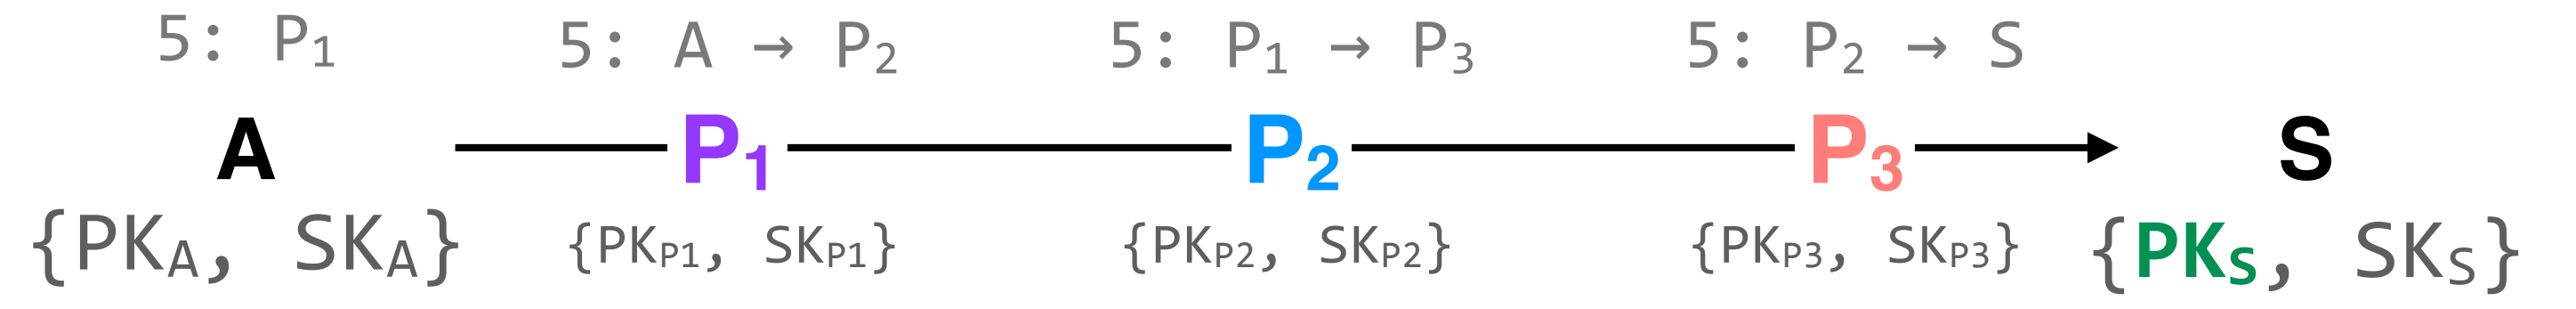 5: P₁ 5: A → P₂ 5: P₁ → P₃ 5: P₂ → S
A P₁ P₂ P₃ S
{PK_A, SK_A} {PK_P1, SK_P1} {PK_P2, SK_P2} {PK_P3, SK_P3} {PK_S, SK_S}